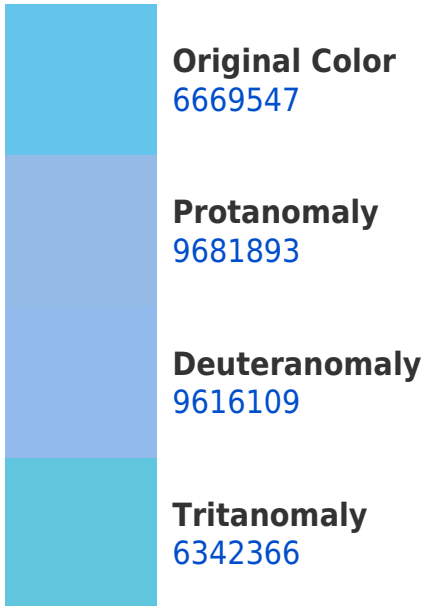 Original Color
6669547
Protanomaly
9681893
Deuteranomaly
9616109
Tritanomaly
6342366